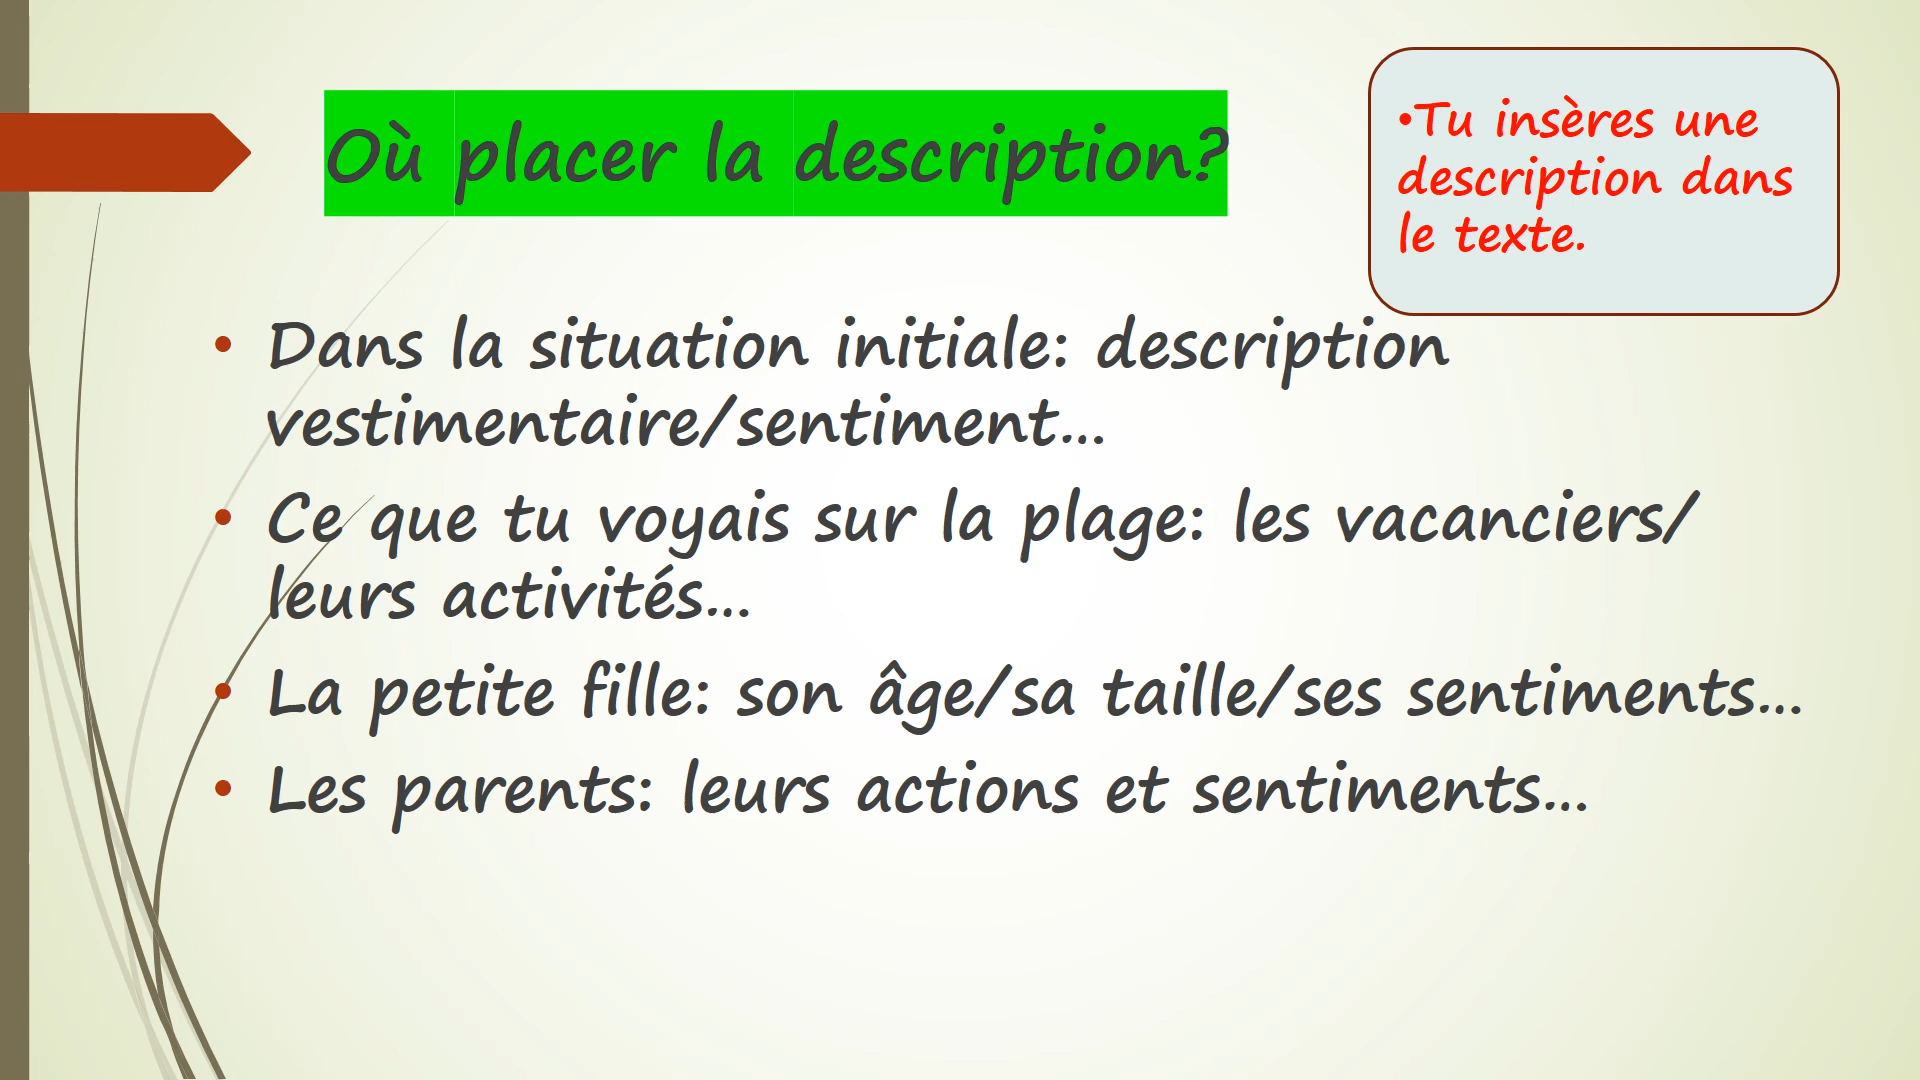 Où placer la description?
•Tu insères une
description dans
le texte.
• Dans la situation initiale: description
vestimentaire/sentiment...
• Ce que tu voyais sur la plage: les vacanciers/
leurs activités...
• La petite fille: son âge/sa taille/ses sentiments...
• Les parents: leurs actions et sentiments...